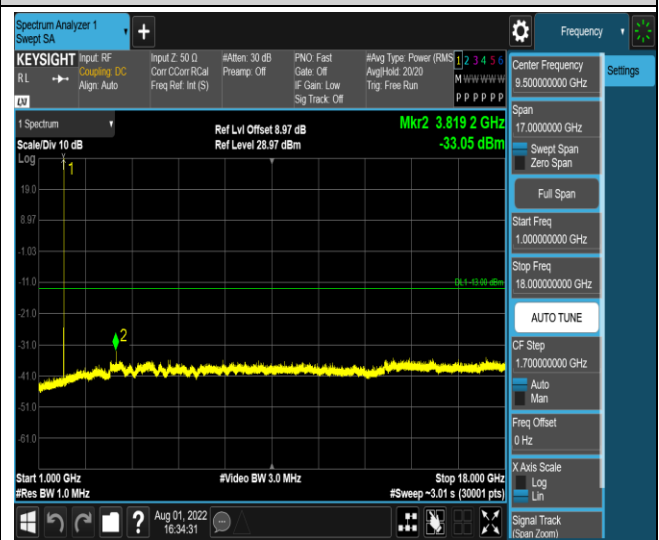 Spectrum Analyzer 1
Swept SA
+
Frequency
KEYSIGHT Input: RF
RL
Coupling: DC
Align: Auto
LXI
Input Z: 50 Ω
Corr CCorr RCal
Freq Ref: Int (S)
#Atten: 30 dB
Preamp: Off
PNO: Fast
Gate: Off
IF Gain: Low
Sig Track: Off
#Avg Type: Power (RMS
Avg|Hold: 20/20
Trig: Free Run
1 2 3 4 5 6
M W W W W W
P P P P P P
1 Spectrum
Scale/Div 10 dB
Log
Ref Lvl Offset 8.97 dB
Ref Level 28.97 dBm
Mkr2 3.819 2 GHz
-33.05 dBm
1
19.0
8.97
-1.03
-11.0
DL1 -13.00 dBm
-21.0
2
-31.0
-41.0
-51.0
-61.0
Start 1.000 GHz
#Res BW 1.0 MHz
#Video BW 3.0 MHz
Stop 18.000 GHz
#Sweep ~3.01 s (30001 pts)
Center Frequency
9.500000000 GHz
Settings
Span
17.0000000 GHz
Swept Span
Zero Span
Full Span
Start Freq
1.000000000 GHz
Stop Freq
18.000000000 GHz
AUTO TUNE
CF Step
1.700000000 GHz
Auto
Man
Freq Offset
0 Hz
X Axis Scale
Log
Lin
Signal Track
(Span Zoom)
?
Aug 01, 2022
16:34:31